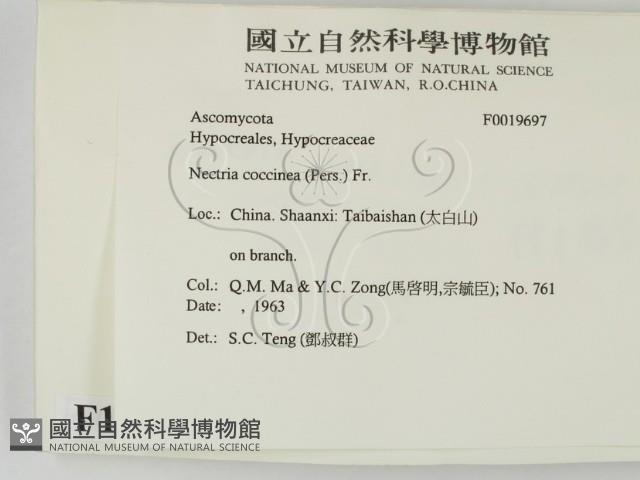 國立自然科學博物館
NATIONAL MUSEUM OF NATURAL SCIENCE
TAICHUNG, TAIWAN, R.O.CHINA
Ascomycota F0019697
Hypocreales, Hypocreaceae
Nectria coccinea (Pers.) Fr.
Loc.: China. Shaanxi: Taibaishan (太白山)
on branch.
Col.: Q.M. Ma & Y.C. Zong(馬啓明,宗毓臣); No. 761
Date: , 1963
Det.: S.C. Teng (鄧叔群)
F1
國立自然科學博物館
NATIONAL MUSEUM OF NATURAL SCIENCE